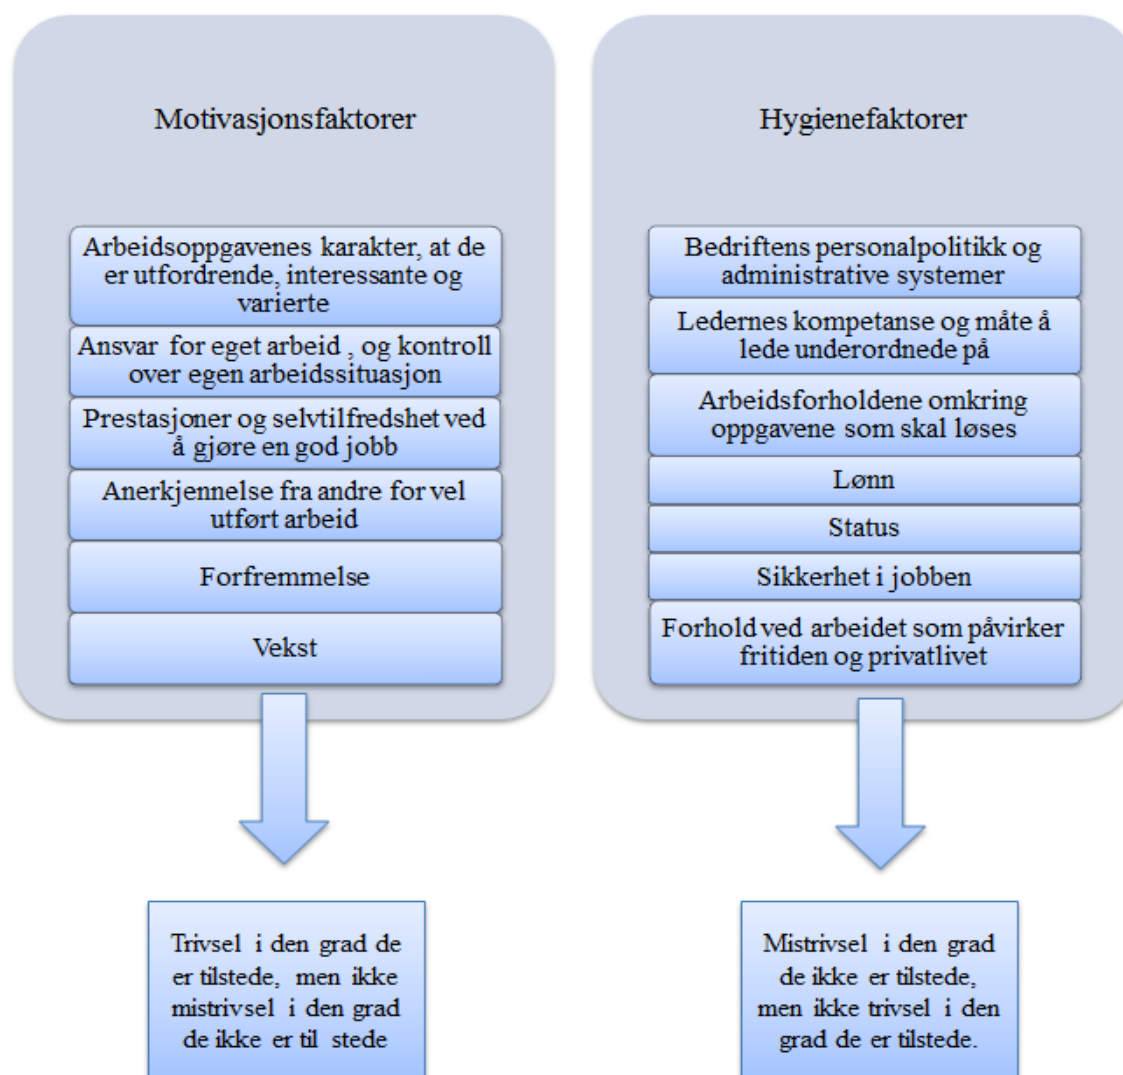 Motivasjonsfaktorer
Arbeidsoppgavenes karakter, at de
er utfordrende, interessante og
varierte
Ansvar for eget arbeid , og kontroll
over egen arbeidssituasjon
Prestasjoner og selvtilfredshet ved
å gjøre en god jobb
Anerkjennelse fra andre for vel
utført arbeid
Forfremmelse
Vekst
Trivsel i den grad de
er tilstede, men ikke
mistrivsel i den grad
de ikke er til stede
Hygienefaktorer
Bedriftens personalpolitikk og
administrative systemer
Ledernes kompetanse og måte å
lede underordnede på
Arbeidsforholdene omkring
oppgavene som skal løses
Lønn
Status
Sikkerhet i jobben
Forhold ved arbeidet som påvirker
fritiden og privatlivet
Mistrivsel i den grad
de ikke er tilstede,
men ikke trivsel i den
grad de er tilstede.